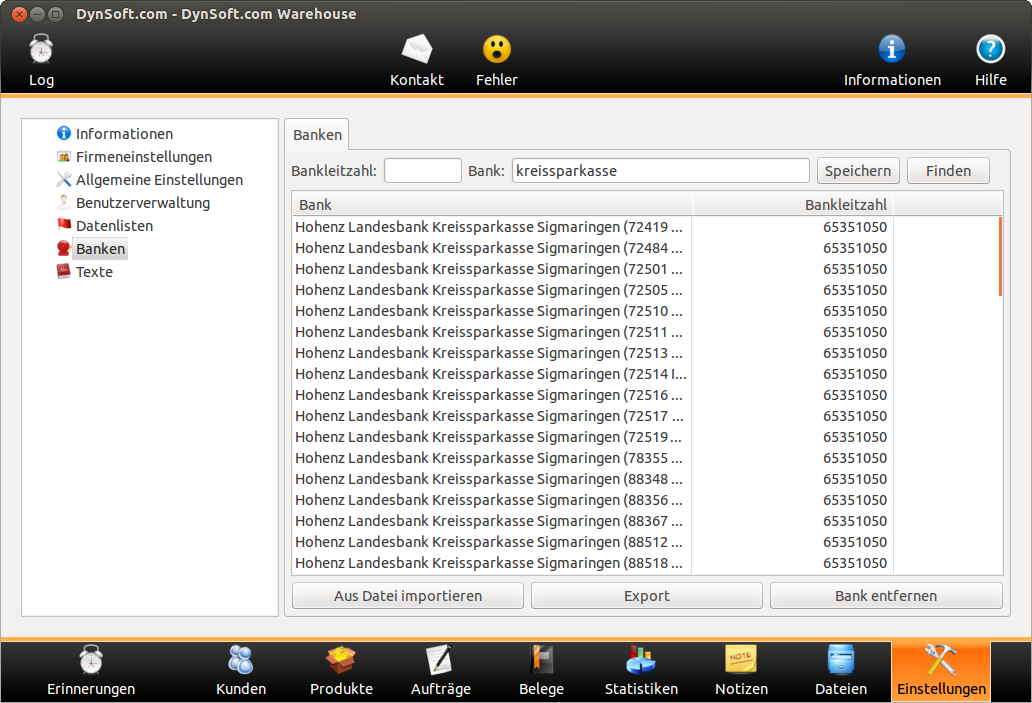 DynSoft.com - DynSoft.com Warehouse
Log Kontakt Fehler Informationen Hilfe
Informationen
Firmeneinstellungen
Allgemeine Einstellungen
Benutzerverwaltung
Datenlisten
Banken
Texte
Banken
Bankleitzahl: Bank: kreissparkasse Speichern Finden
Bank Bankleitzahl
Hohenz Landesbank Kreissparkasse Sigmaringen (72419 ... 65351050
Hohenz Landesbank Kreissparkasse Sigmaringen (72484 ... 65351050
Hohenz Landesbank Kreissparkasse Sigmaringen (72501 ... 65351050
Hohenz Landesbank Kreissparkasse Sigmaringen (72505 ... 65351050
Hohenz Landesbank Kreissparkasse Sigmaringen (72510 ... 65351050
Hohenz Landesbank Kreissparkasse Sigmaringen (72511 ... 65351050
Hohenz Landesbank Kreissparkasse Sigmaringen (72513 ... 65351050
Hohenz Landesbank Kreissparkasse Sigmaringen (72514 I... 65351050
Hohenz Landesbank Kreissparkasse Sigmaringen (72516 ... 65351050
Hohenz Landesbank Kreissparkasse Sigmaringen (72517 ... 65351050
Hohenz Landesbank Kreissparkasse Sigmaringen (72519 ... 65351050
Hohenz Landesbank Kreissparkasse Sigmaringen (78355 ... 65351050
Hohenz Landesbank Kreissparkasse Sigmaringen (88348 ... 65351050
Hohenz Landesbank Kreissparkasse Sigmaringen (88356 ... 65351050
Hohenz Landesbank Kreissparkasse Sigmaringen (88367 ... 65351050
Hohenz Landesbank Kreissparkasse Sigmaringen (88512 ... 65351050
Hohenz Landesbank Kreissparkasse Sigmaringen (88518 ... 65351050
Aus Datei importieren Export Bank entfernen
NOTE
Erinnerungen Kunden Produkte Aufträge Belege Statistiken Notizen Dateien Einstellungen